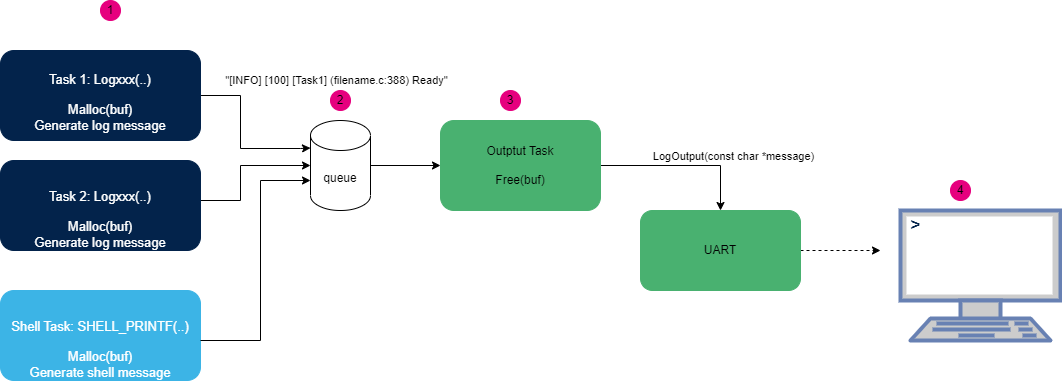 1
Task 1: Logxxx(..)
Malloc(buf)
Generate log message
"[INFO] [100] [Task1] (filename.c:388) Ready"
2
queue
3
Outptut Task
Free(buf)
LogOutput(const char *message)
Task 2: Logxxx(..)
Malloc(buf)
Generate log message
UART
4
>
Shell Task: SHELL_PRINTF(..)
Malloc(buf)
Generate shell message